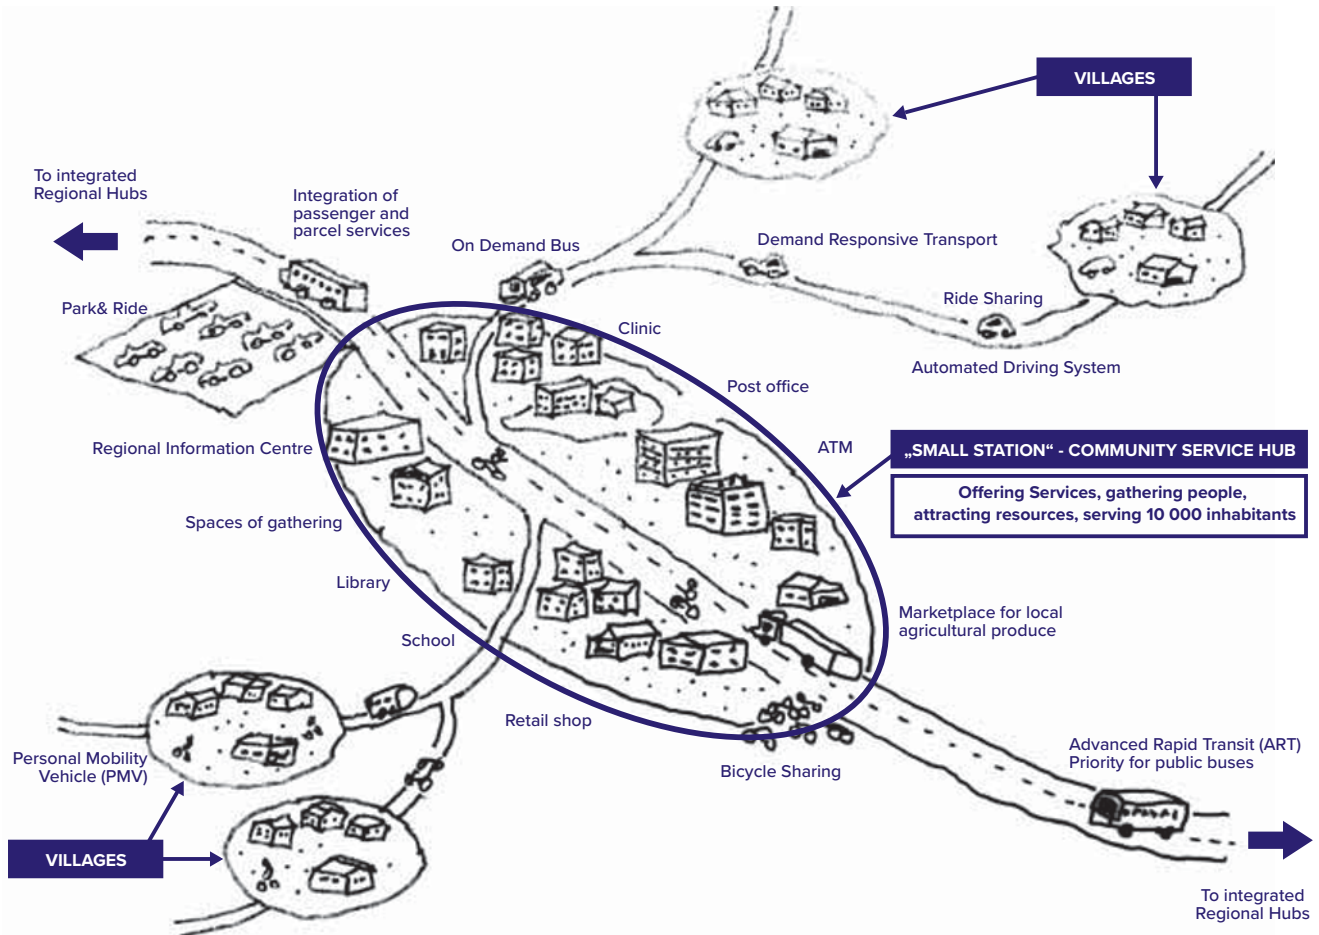 VILLAGES
To integrated
Regional Hubs
Integration of
passenger and
parcel services
On Demand Bus
Demand Responsive Transport
Park& Ride
Ride Sharing
Clinic
Automated Driving System
Post office
Regional Information Centre
ATM
„SMALL STATION“ - COMMUNITY SERVICE HUB
Offering Services, gathering people,
attracting resources, serving 10 000 inhabitants
Spaces of gathering
Library
Marketplace for local
agricultural produce
School
Retail shop
Personal Mobility
Vehicle (PMV)
Bicycle Sharing
Advanced Rapid Transit (ART)
Priority for public buses
VILLAGES
To integrated
Regional Hubs